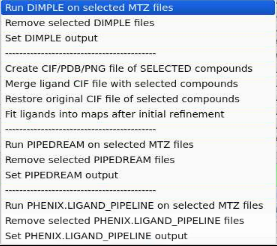 Run DIMPLE on selected MTZ files
Remove selected DIMPLE files
Set DIMPLE output
-----------------------------------
Create CIF/PDB/PNG file of SELECTED compounds
Merge ligand CIF file with selected compounds
Restore original CIF file of selected compounds
Fit ligands into maps after initial refinement
-----------------------------------
Run PIPEDREAM on selected MTZ files
Remove selected PIPEDREAM files
Set PIPEDREAM output
-----------------------------------
Run PHENIX.LIGAND_PIPELINE on selected MTZ files
Remove selected PHENIX.LIGAND_PIPELINE files
Set PHENIX.LIGAND_PIPELINE output